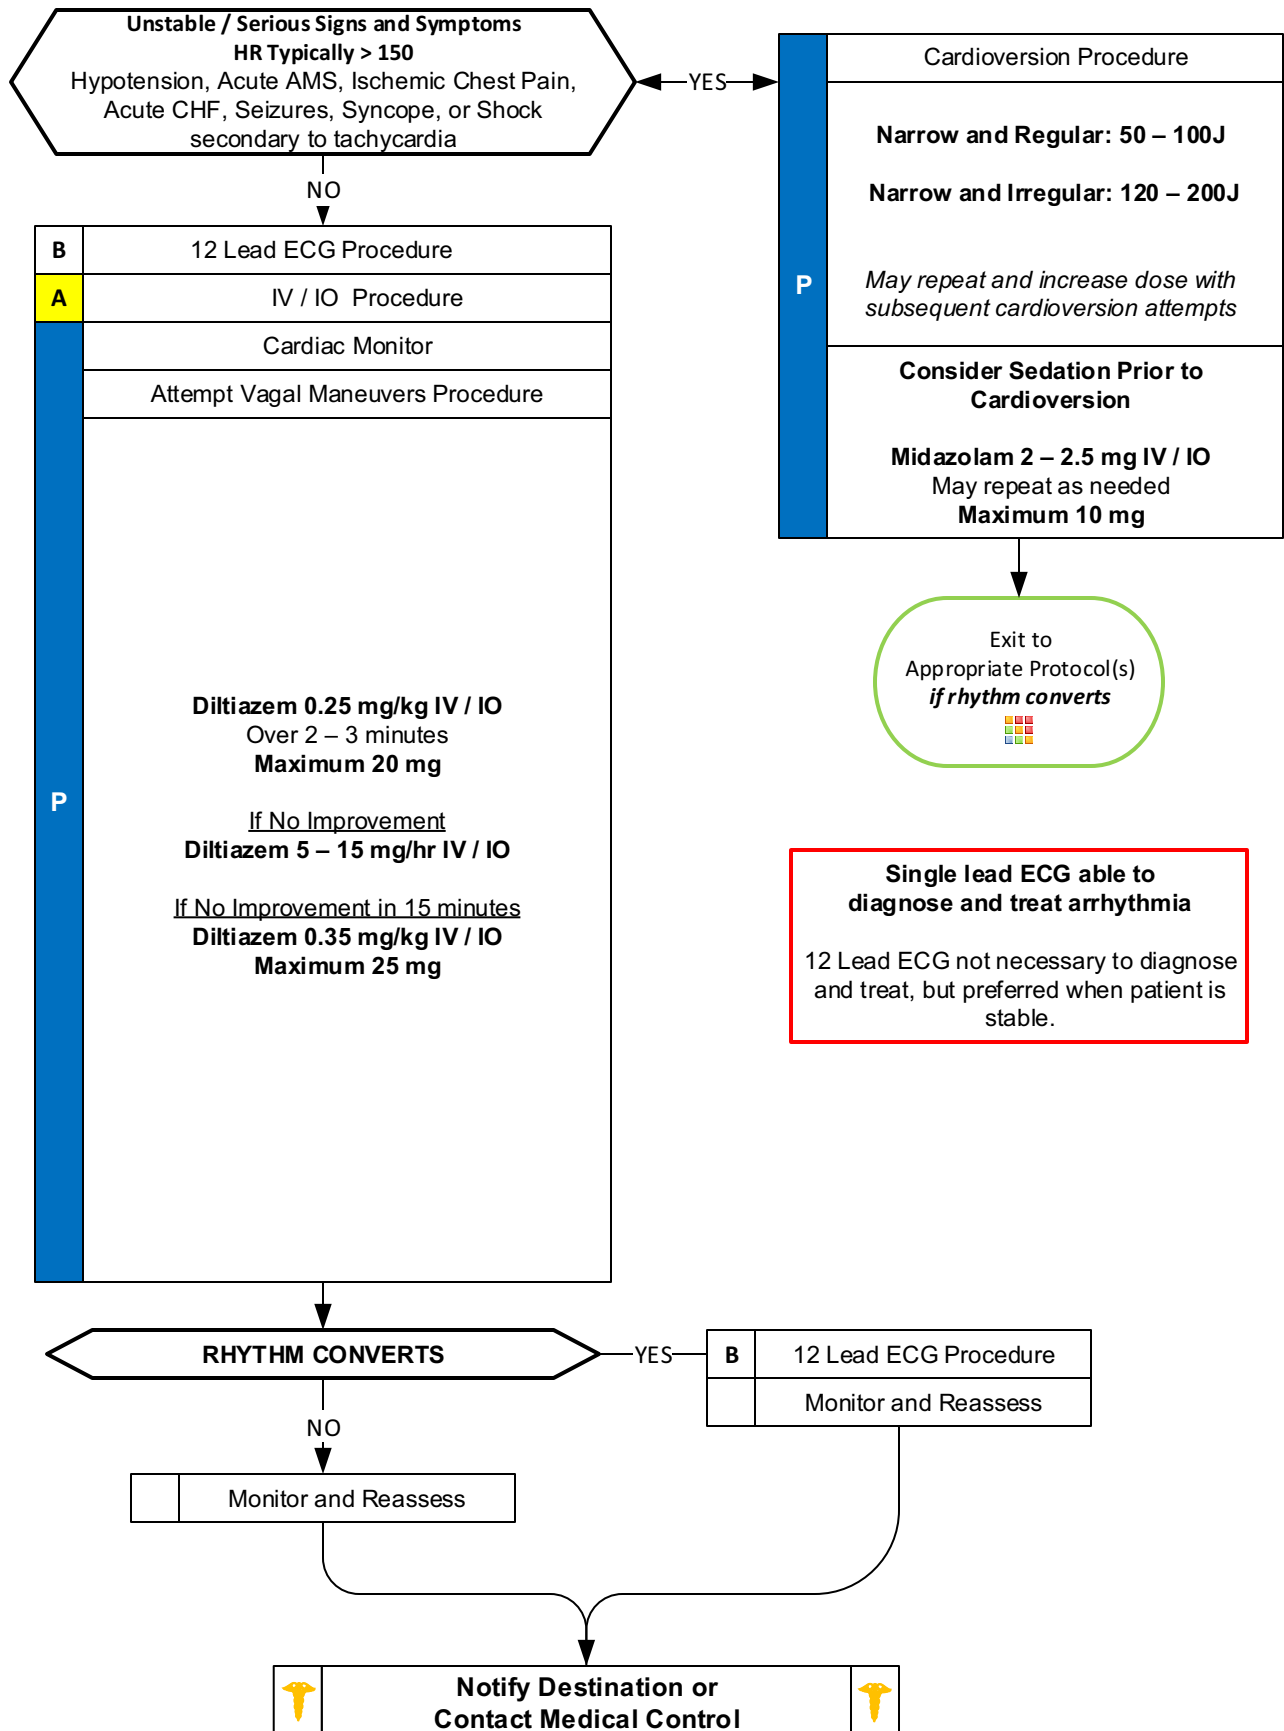 Unstable / Serious Signs and Symptoms
HR Typically > 150
Hypotension, Acute AMS, Ischemic Chest Pain,
Acute CHF, Seizures, Syncope, or Shock
secondary to tachycardia
YES
NO
B
12 Lead ECG Procedure
A
IV / IO Procedure
P
Cardiac Monitor
Attempt Vagal Maneuvers Procedure
Diltiazem 0.25 mg/kg IV / IO
Over 2 – 3 minutes
Maximum 20 mg
If No Improvement
Diltiazem 5 – 15 mg/hr IV / IO
If No Improvement in 15 minutes
Diltiazem 0.35 mg/kg IV / IO
Maximum 25 mg
P
Cardioversion Procedure
Narrow and Regular: 50 – 100J
Narrow and Irregular: 120 – 200J
May repeat and increase dose with
subsequent cardioversion attempts
Consider Sedation Prior to
Cardioversion
Midazolam 2 – 2.5 mg IV / IO
May repeat as needed
Maximum 10 mg
Exit to
Appropriate Protocol(s)
if rhythm converts
Single lead ECG able to
diagnose and treat arrhythmia
12 Lead ECG not necessary to diagnose
and treat, but preferred when patient is
stable.
RHYTHM CONVERTS
YES
B
12 Lead ECG Procedure
Monitor and Reassess
NO
Monitor and Reassess
Notify Destination or
Contact Medical Control